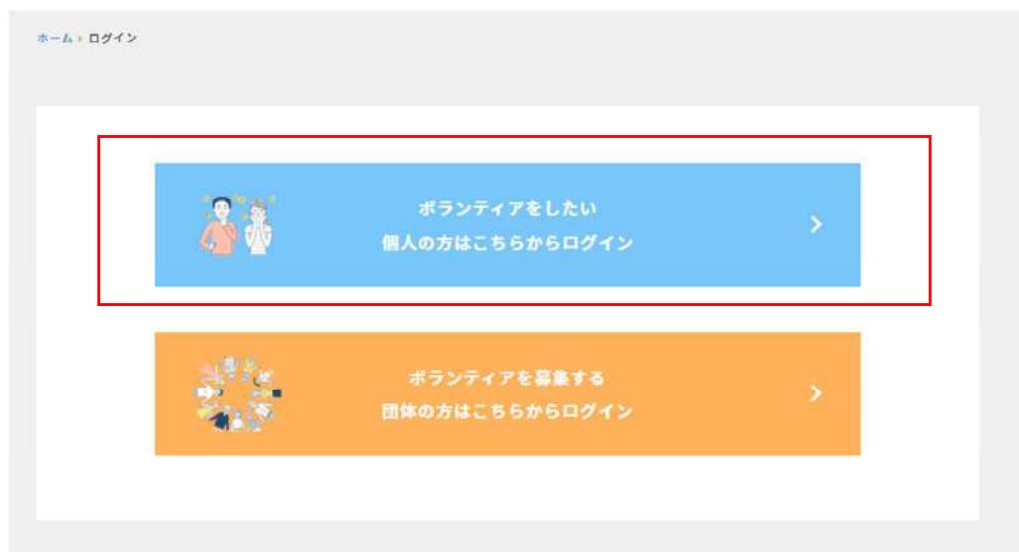 ホーム › ログイン
ボランティアをしたい
個人の方はこちらからログイン
ボランティアを募集する
団体の方はこちらからログイン